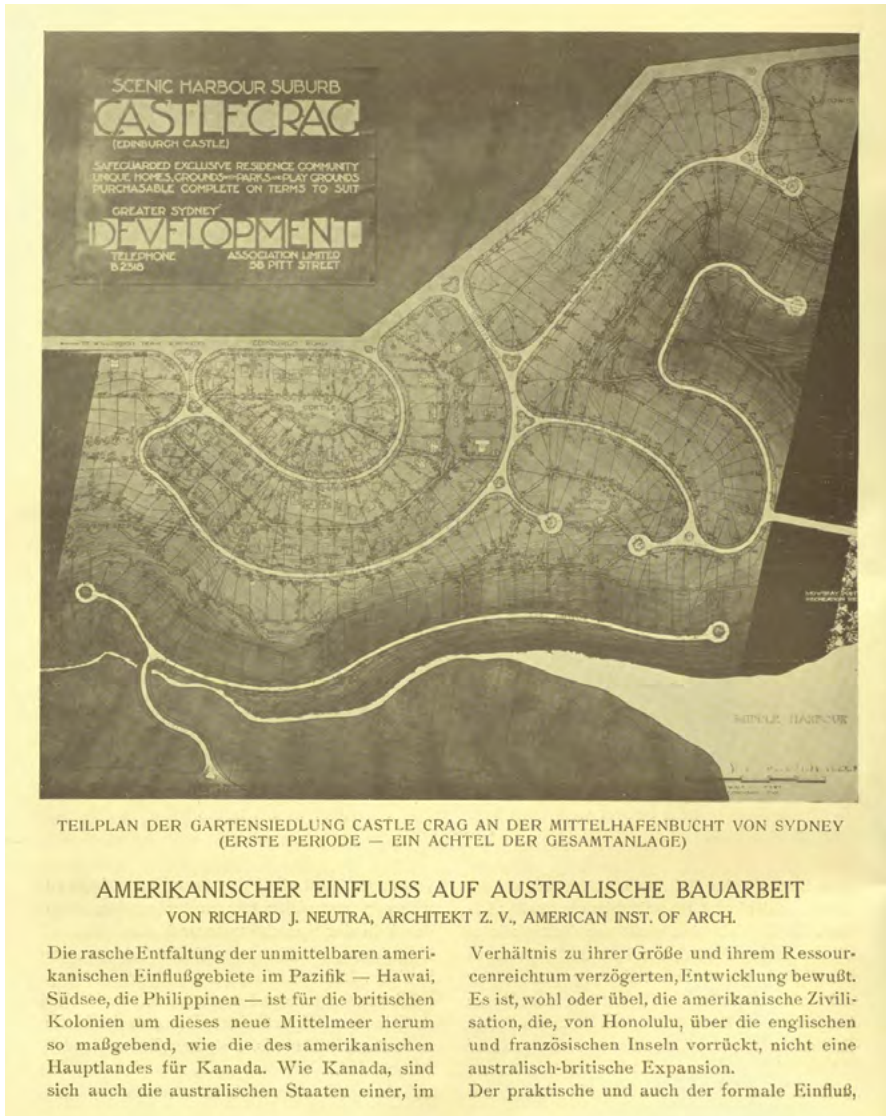 SCENIC HARBOUR SUBURB
CASTLECRAG
(EDINBURGH CASTLE)
SAFEGUARDED EXCLUSIVE RESIDENCE COMMUNITY
UNIQUE HOMES, GROUNDS—PARKS—PLAY GROUNDS
PURCHASABLE COMPLETE ON TERMS TO SUIT
GREATER SYDNEY
DEVELOPMENT
TELEPHONE ASSOCIATION LIMITED
B2318 56 PITT STREET
EDINBURGH ROAD
MIDDLE HARBOUR
TEILPLAN DER GARTENSIEDLUNG CASTLE CRAG AN DER MITTELHAFENBUCHT VON SYDNEY
(ERSTE PERIODE — EIN ACHTEL DER GESAMTANLAGE)
AMERIKANISCHER EINFLUSS AUF AUSTRALISCHE BAUARBEIT
VON RICHARD J. NEUTRA, ARCHITEKT Z. V., AMERICAN INST. OF ARCH.
Die rasche Entfaltung der unmittelbaren ameri-
kanischen Einflußgebiete im Pazifik — Hawai,
Südsee, die Philippinen — ist für die britischen
Kolonien um dieses neue Mittelmeer herum
so maßgebend, wie die des amerikanischen
Hauptlandes für Kanada. Wie Kanada, sind
sich auch die australischen Staaten einer, im
Verhältnis zu ihrer Größe und ihrem Ressour-
cenreichtum verzögerten, Entwicklung bewußt.
Es ist, wohl oder übel, die amerikanische Zivili-
sation, die, von Honolulu, über die englischen
und französischen Inseln vorrückt, nicht eine
australisch-britische Expansion.
Der praktische und auch der formale Einfluß,